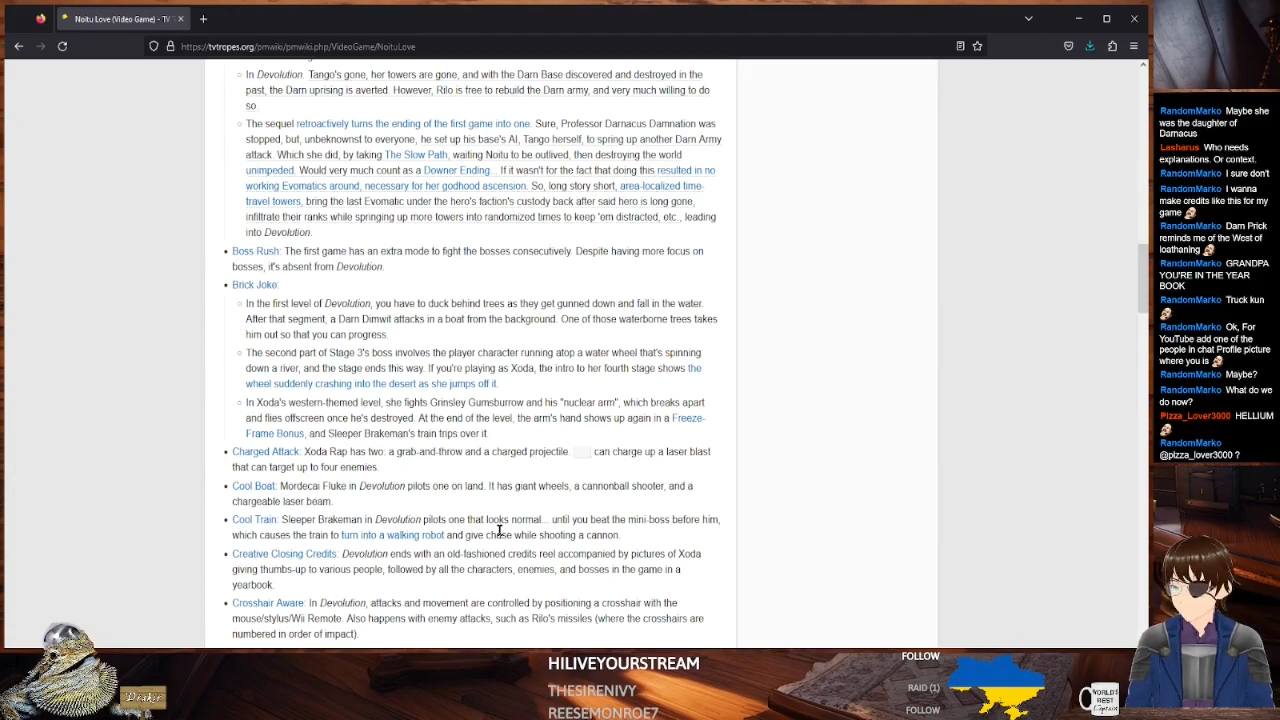 Noitu Love (Video Game) - TV T
https://tvtropes.org/pmwiki/pmwiki.php/VideoGame/NoituLove
In Devolution. Tango's gone, her towers are gone, and with the Darn Base discovered and destroyed in the
past, the Darn uprising is averted. However, Rilo is free to rebuild the Darn army, and very much willing to do
so.
The sequel retroactively turns the ending of the first game into one. Sure, Professor Darnacus Damnation was
stopped, but, unbeknownst to everyone, he set up his base's AI, Tango herself, to spring up another Darn Army
attack. Which she did, by taking The Slow Path, waiting Noitu to be outlived, then destroying the world
unimpeded. Would very much count as a Downer Ending... If it wasn't for the fact that doing this resulted in no
working Evomatics around, necessary for her godhood ascension. So, long story short, area-localized time-
travel towers, bring the last Evomatic under the hero's faction's custody back after said hero is long gone,
infiltrate their ranks while springing up more towers into randomized times to keep 'em distracted, etc., leading
into Devolution.
Boss Rush: The first game has an extra mode to fight the bosses consecutively. Despite having more focus on
bosses, it's absent from Devolution.
Brick Joke:
In the first level of Devolution, you have to duck behind trees as they get gunned down and fall in the water.
After that segment, a Darn Dimwit attacks in a boat from the background. One of those waterborne trees takes
him out so that you can progress.
The second part of Stage 3's boss involves the player character running atop a water wheel that's spinning
down a river, and the stage ends this way. If you're playing as Xoda, the intro to her fourth stage shows the
wheel suddenly crashing into the desert as she jumps off it.
In Xoda's western-themed level, she fights Grinsley Gumsburrow and his "nuclear arm", which breaks apart
and flies offscreen once he's destroyed. At the end of the level, the arm's hand shows up again in a Freeze-
Frame Bonus, and Sleeper Brakeman's train trips over it.
Charged Attack: Xoda Rap has two: a grab-and-throw and a charged projectile. can charge up a laser blast
that can target up to four enemies.
Cool Boat: Mordecai Fluke in Devolution pilots one on land. It has giant wheels, a cannonball shooter, and a
chargeable laser beam.
Cool Train: Sleeper Brakeman in Devolution pilots one that looks normal... until you beat the mini-boss before him,
which causes the train to turn into a walking robot and give chase while shooting a cannon.
Creative Closing Credits: Devolution ends with an old-fashioned credits reel accompanied by pictures of Xoda
giving thumbs-up to various people, followed by all the characters, enemies, and bosses in the game in a
yearbook.
Crosshair Aware: In Devolution, attacks and movement are controlled by positioning a crosshair with the
mouse/stylus/Wii Remote. Also happens with enemy attacks, such as Rilo's missiles (where the crosshairs are
numbered in order of impact).
RandomMarko Maybe she
was the daughter of
Darnacus
Lasharus Who needs
explanations. Or context.
RandomMarko I sure don't
RandomMarko I wanna
make credits like this for my
game
RandomMarko Darn Prick
reminds me of the West of
loathaning
RandomMarko GRANDPA
YOU'RE IN THE YEAR
BOOK
RandomMarko Truck kun
RandomMarko Ok, For
YouTube add one of the
people in chat Profile picture
where you is
RandomMarko Maybe?
RandomMarko What do we
do now?
Pizza_Lover3000 HELLIUM
RandomMarko
@pizza_lover3000 ?
Draker
HILIVEYOURSTREAM
THESIRENIVY
REESEMONROE7
FOLLOW
RAID (1)
FOLLOW
WORLD'S
REST